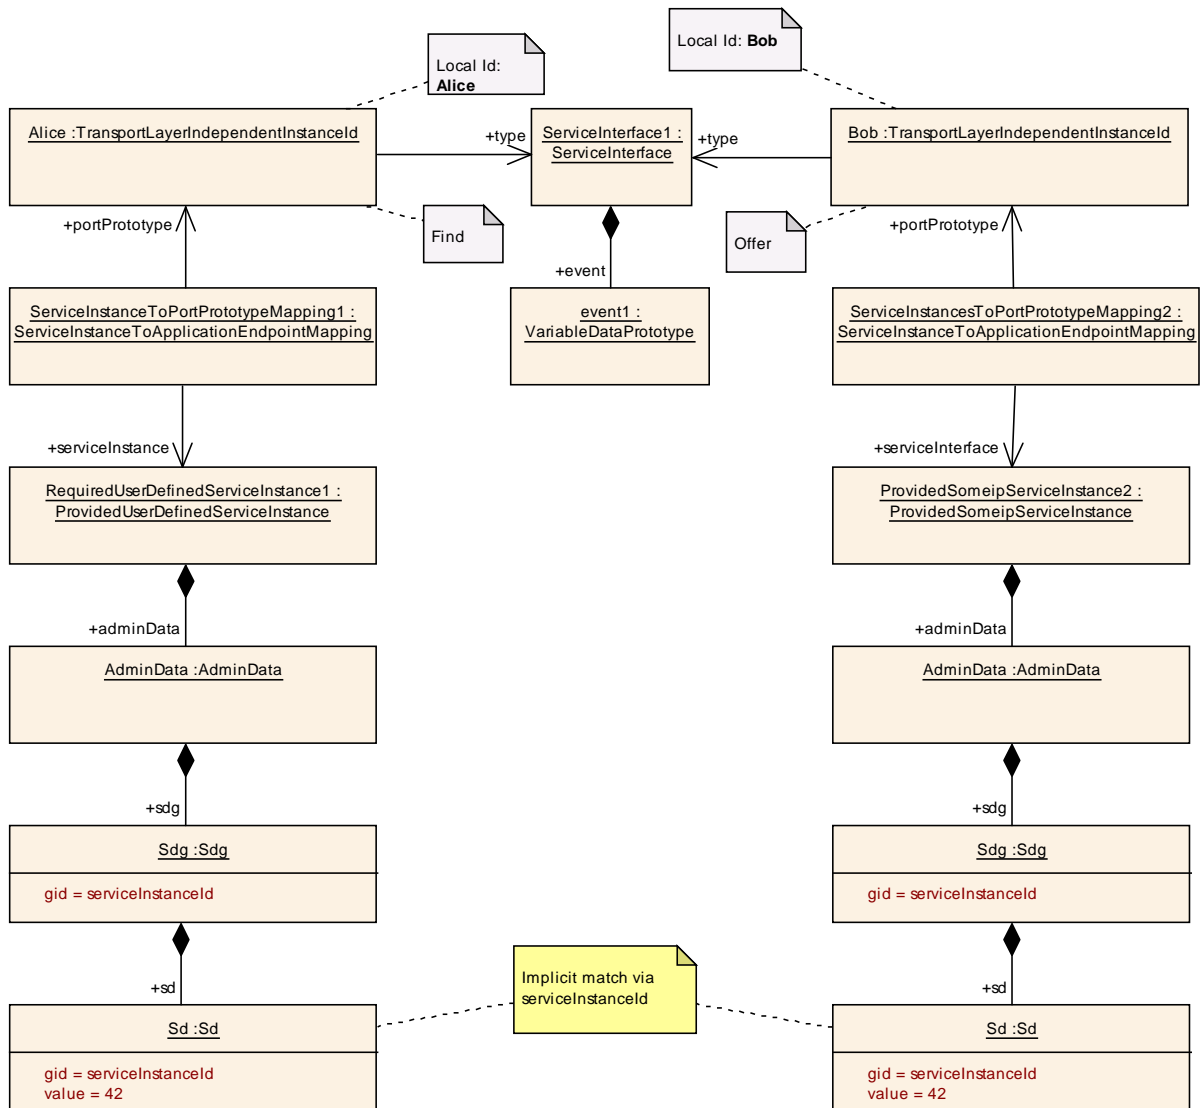 Local Id: Bob
Local Id:
Alice
Alice :TransportLayerIndependentInstanceId
+type
ServiceInterface1 :
ServiceInterface
+type
Bob :TransportLayerIndependentInstanceId
+portPrototype
Find
Offer
+portPrototype
+event
ServiceInstanceToPortPrototypeMapping1 :
ServiceInstanceToApplicationEndpointMapping
event1 :
VariableDataPrototype
ServiceInstancesToPortPrototypeMapping2 :
ServiceInstanceToApplicationEndpointMapping
+serviceInstance
+serviceInterface
RequiredUserDefinedServiceInstance1 :
ProvidedUserDefinedServiceInstance
ProvidedSomeipServiceInstance2 :
ProvidedSomeipServiceInstance
+adminData
+adminData
AdminData :AdminData
AdminData :AdminData
+sdg
+sdg
Sdg :Sdg
gid = serviceInstanceId
Sdg :Sdg
gid = serviceInstanceId
+sd
Implicit match via
serviceInstanceId
+sd
Sd :Sd
gid = serviceInstanceId
value = 42
Sd :Sd
gid = serviceInstanceId
value = 42